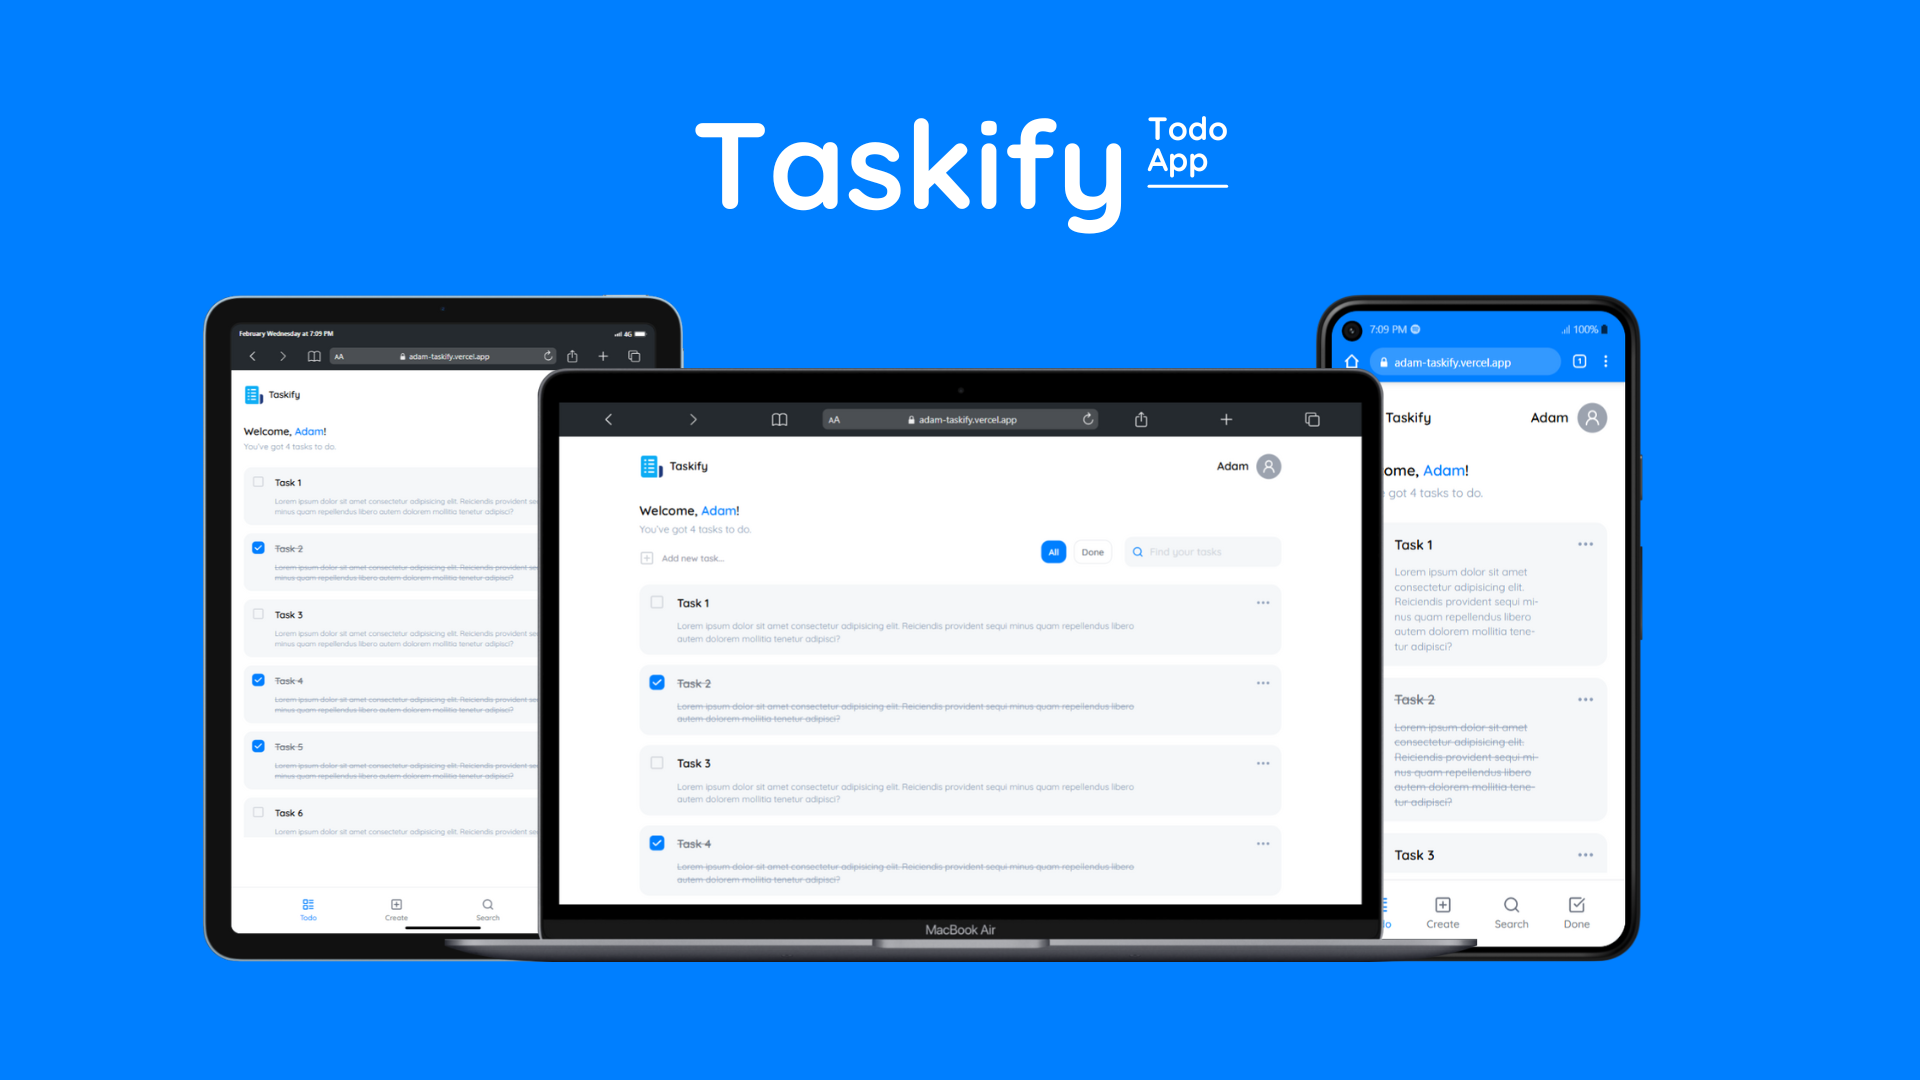 Taskify
Todo
App
February Wednesday at 7:09 PM
4G
AA
adam-taskify.vercel.app
Taskify
Welcome, Adam!
You've got 4 tasks to do.
Task 1
Lorem ipsum dolor sit amet consectetur adipisicing elit. Reiciendis provident se
minus quam repellendus libero autem dolorem mollitia tenetur adipisci?
Task 2
Lorem ipsum dolor sit amet consectetur adipisicing elit. Reiciendis provident se
minus quam repellendus libero autem dolorem mollitia tenetur adipisci?
Task 3
Lorem ipsum dolor sit amet consectetur adipisicing elit. Reiciendis provident se
minus quam repellendus libero autem dolorem mollitia tenetur adipisci?
Task 4
Lorem ipsum dolor sit amet consectetur adipisicing elit. Reiciendis provident se
minus quam repellendus libero autem dolorem mollitia tenetur adipisci?
Task 5
Lorem ipsum dolor sit amet consectetur adipisicing elit. Reiciendis provident se
minus quam repellendus libero autem dolorem mollitia tenetur adipisci?
Task 6
Lorem ipsum dolor sit amet consectetur adipisicing elit. Reiciendis provident se
Todo
Create
Search
AA
adam-taskify.vercel.app
Taskify
Adam
Welcome, Adam!
You've got 4 tasks to do.
Add new task...
All
Done
Find your tasks
Task 1
Lorem ipsum dolor sit amet consectetur adipisicing elit. Reiciendis provident sequi minus quam repellendus libero
autem dolorem mollitia tenetur adipisci?
Task 2
Lorem ipsum dolor sit amet consectetur adipisicing elit. Reiciendis provident sequi minus quam repellendus libero
autem dolorem mollitia tenetur adipisci?
Task 3
Lorem ipsum dolor sit amet consectetur adipisicing elit. Reiciendis provident sequi minus quam repellendus libero
autem dolorem mollitia tenetur adipisci?
Task 4
Lorem ipsum dolor sit amet consectetur adipisicing elit. Reiciendis provident sequi minus quam repellendus libero
autem dolorem mollitia tenetur adipisci?
MacBook Air
7:09 PM
100%
adam-taskify.vercel.app
1
Taskify
Adam
ome, Adam!
got 4 tasks to do.
Task 1
Lorem ipsum dolor sit amet
consectetur adipisicing elit.
Reiciendis provident sequi mi-
nus quam repellendus libero
autem dolorem mollitia tene-
tur adipisci?
Task 2
Lorem ipsum dolor sit amet
consectetur adipisicing elit.
Reiciendis provident sequi mi-
nus quam repellendus libero
autem dolorem mollitia tene-
tur adipisci?
Task 3
lo
Create
Search
Done